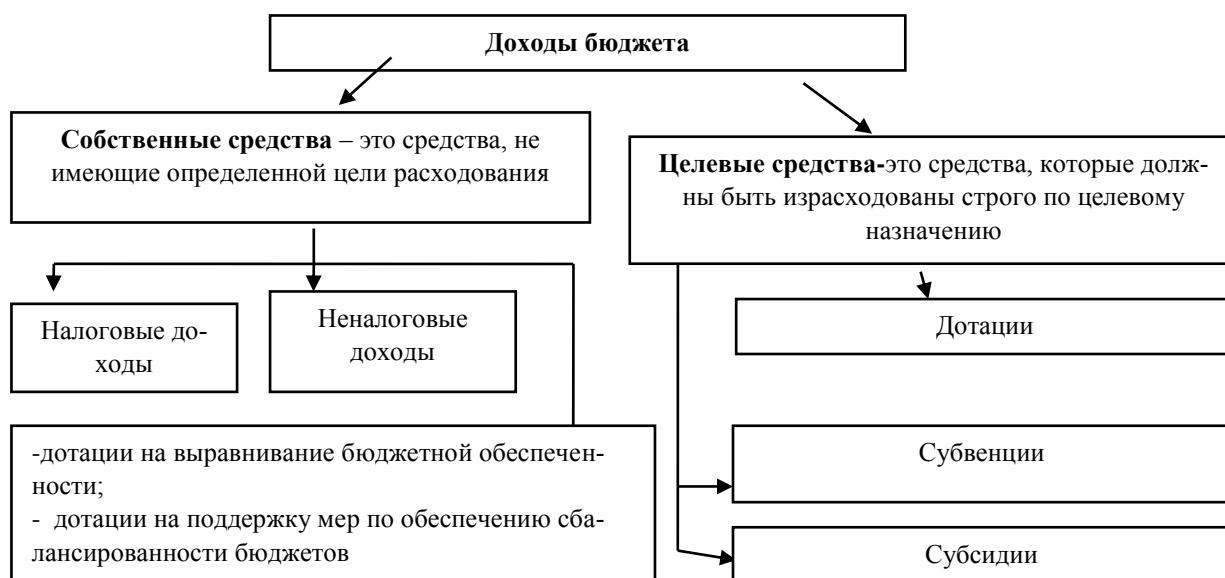 Доходы бюджета
Собственные средства – это средства, не
имеющие определенной цели расходования
Целевые средства-это средства, которые долж-
ны быть израсходованы строго по целевому
назначению
Налоговые до-
ходы
Неналоговые
доходы
Дотации
-дотации на выравнивание бюджетной обеспечен-
ности;
- дотации на поддержку мер по обеспечению сба-
лансированности бюджетов
Субвенции
Субсидии